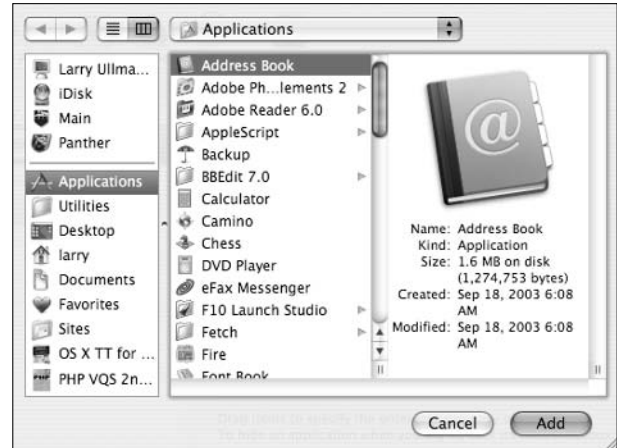 Applications
Larry Ullma...
iDisk
Main
Panther
Applications
Utilities
Desktop
larry
Documents
Favorites
Sites
OS X TT for ...
PHP VQS 2n...
Address Book
Adobe Ph...lements 2
Adobe Reader 6.0
AppleScript
Backup
BBEdit 7.0
Calculator
Camino
Chess
DVD Player
eFax Messenger
F10 Launch Studio
Fetch
Fire
Font Book
@
Name: Address Book
Kind: Application
Size: 1.6 MB on disk
(1,274,753 bytes)
Created: Sep 18, 2003 6:08
AM
Modified: Sep 18, 2003 6:08
AM
Cancel
Add